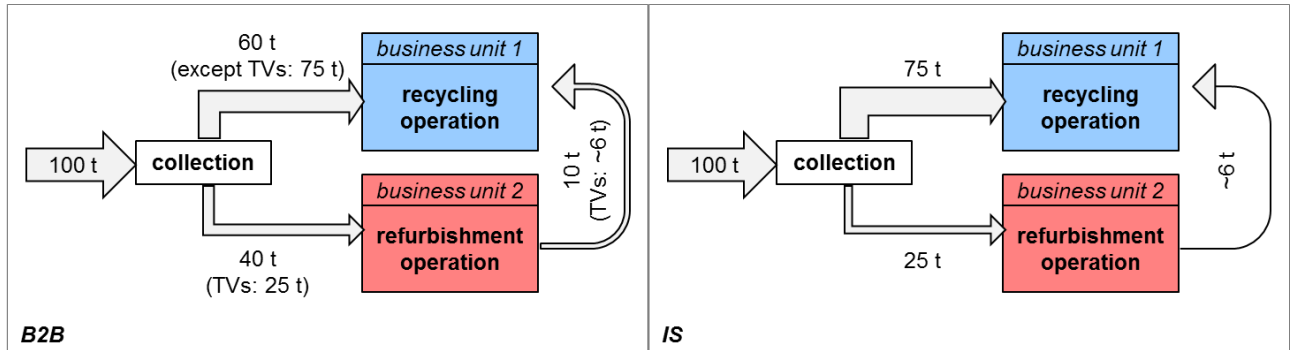 60 t
(except TVs: 75 t)
business unit 1
recycling
operation
100 t
collection
10 t
(TVs: ~6 t)
business unit 2
refurbishment
operation
40 t
(TVs: 25 t)
B2B
75 t
business unit 1
recycling
operation
100 t
collection
~6 t
business unit 2
refurbishment
operation
25 t
IS